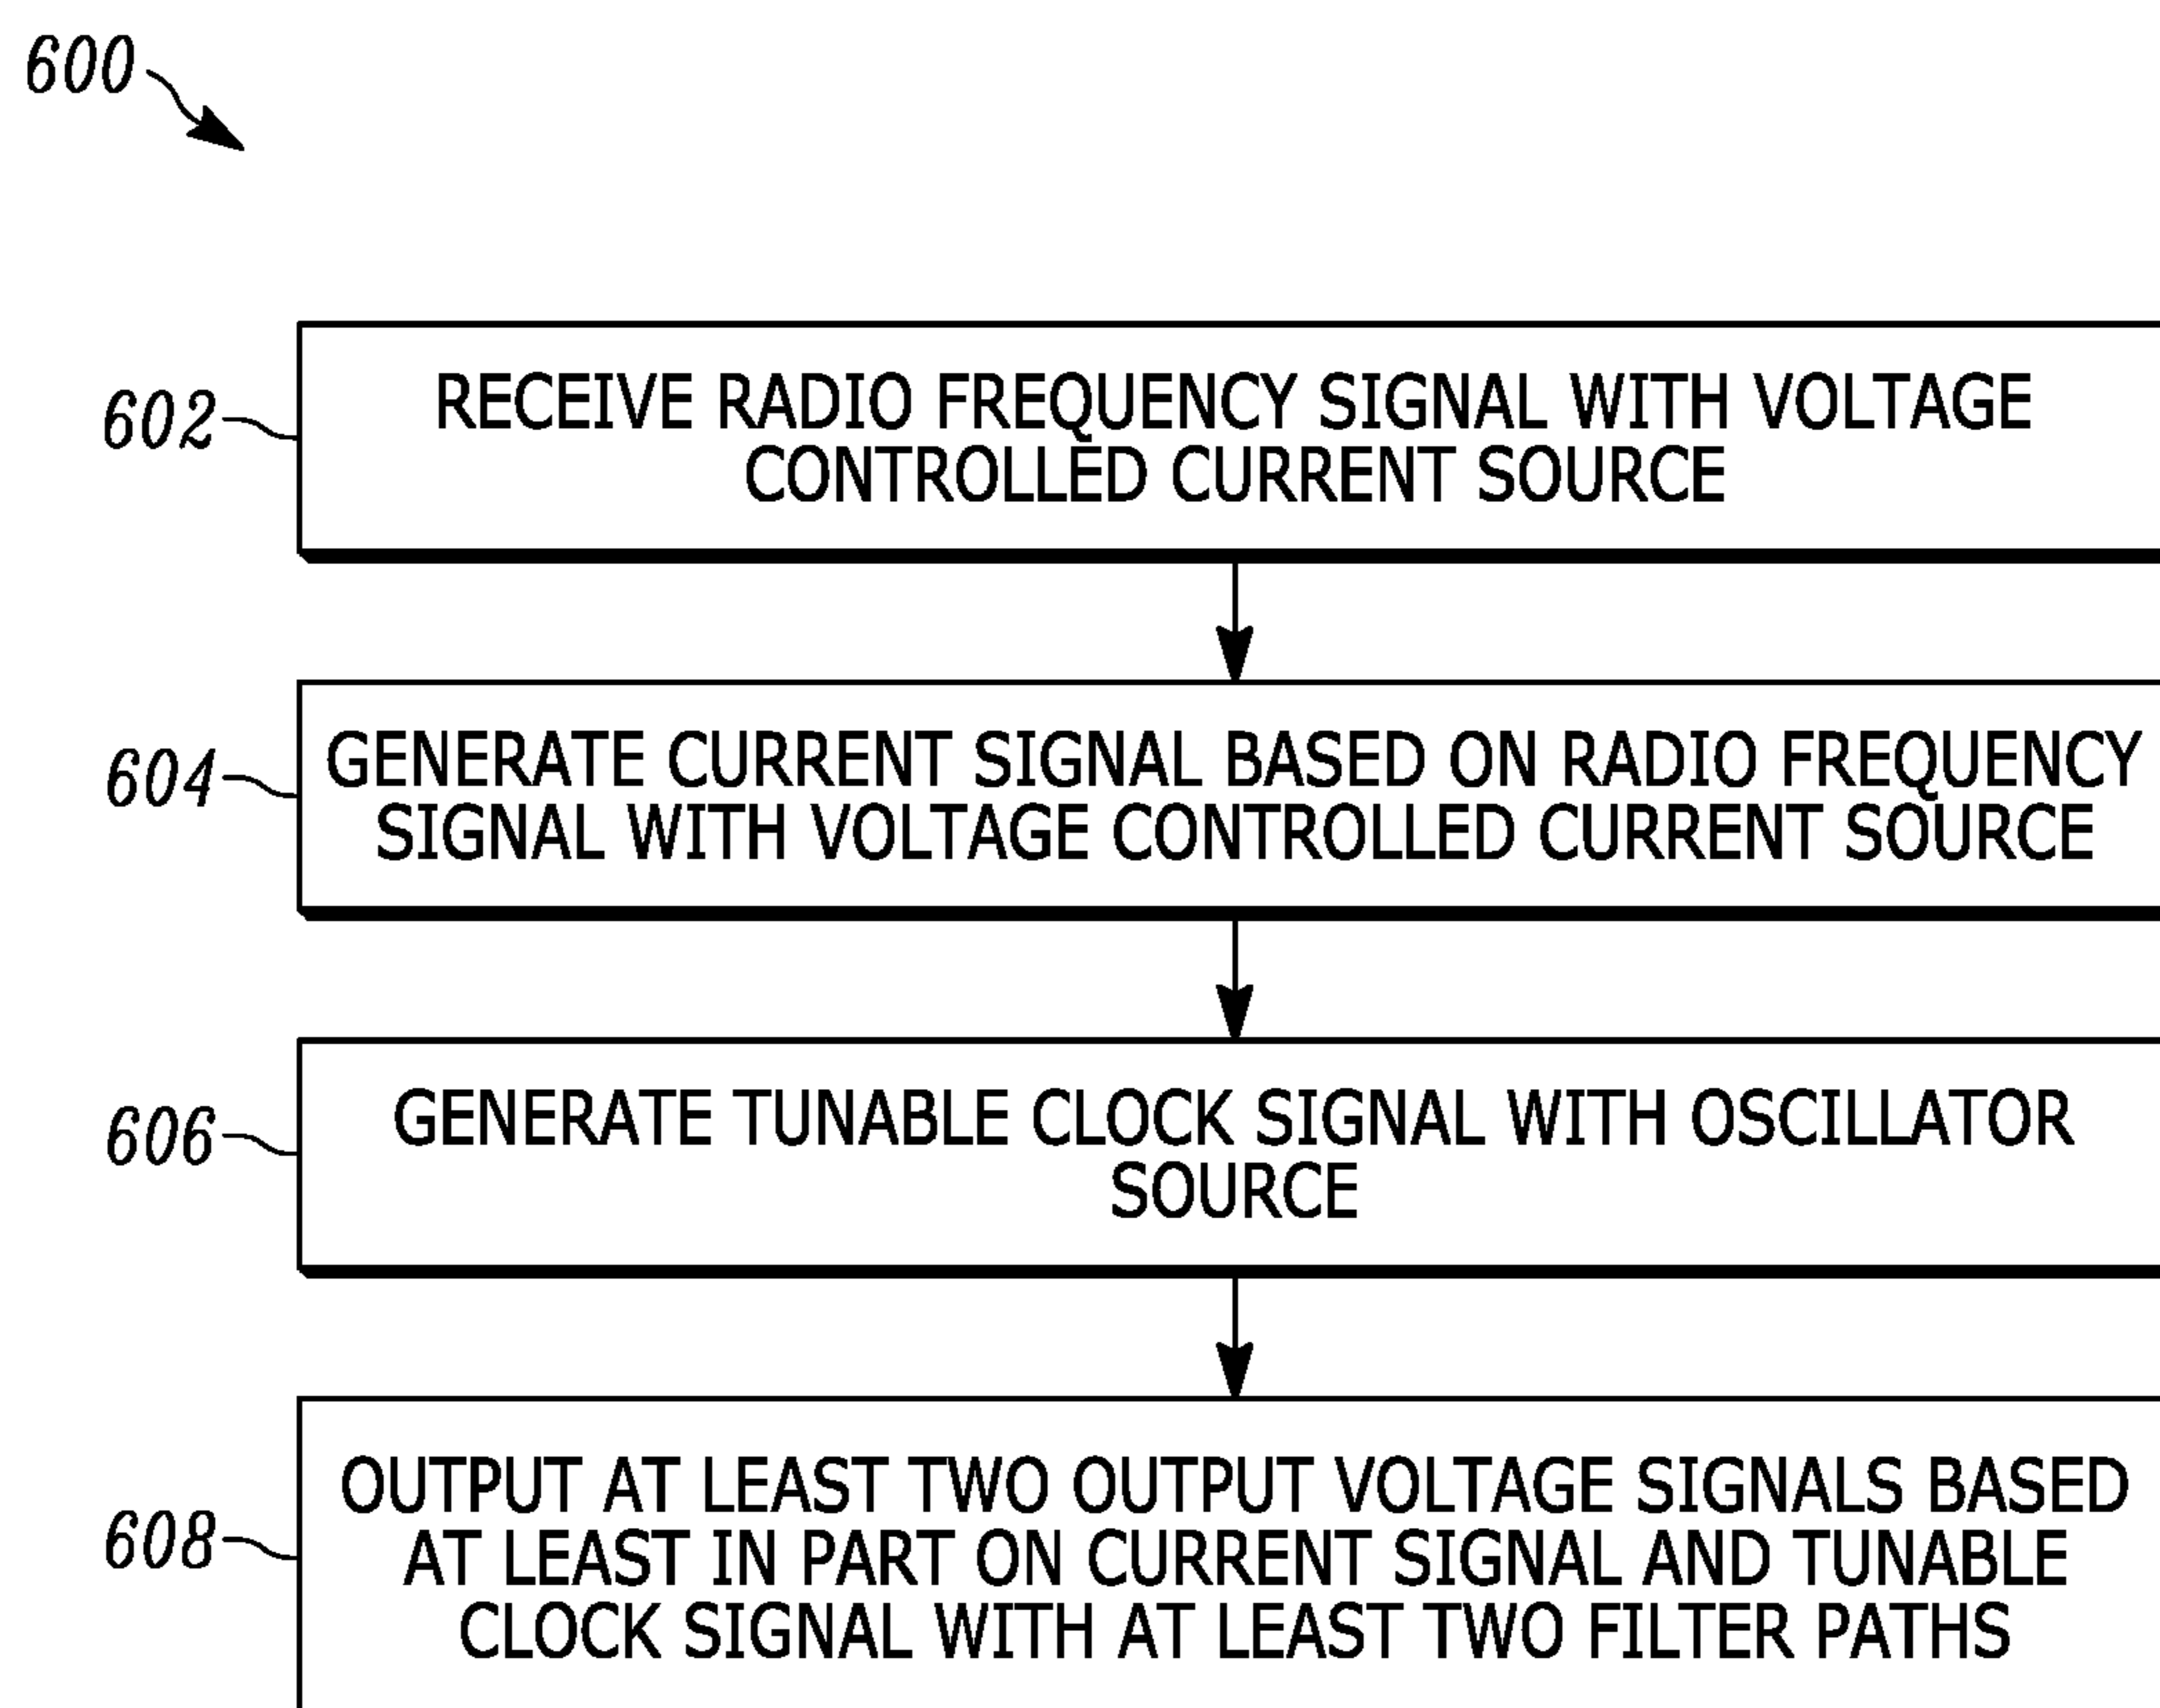 600
602
RECEIVE RADIO FREQUENCY SIGNAL WITH VOLTAGE
CONTROLLED CURRENT SOURCE
604
GENERATE CURRENT SIGNAL BASED ON RADIO FREQUENCY
SIGNAL WITH VOLTAGE CONTROLLED CURRENT SOURCE
606
GENERATE TUNABLE CLOCK SIGNAL WITH OSCILLATOR
SOURCE
608
OUTPUT AT LEAST TWO OUTPUT VOLTAGE SIGNALS BASED
AT LEAST IN PART ON CURRENT SIGNAL AND TUNABLE
CLOCK SIGNAL WITH AT LEAST TWO FILTER PATHS